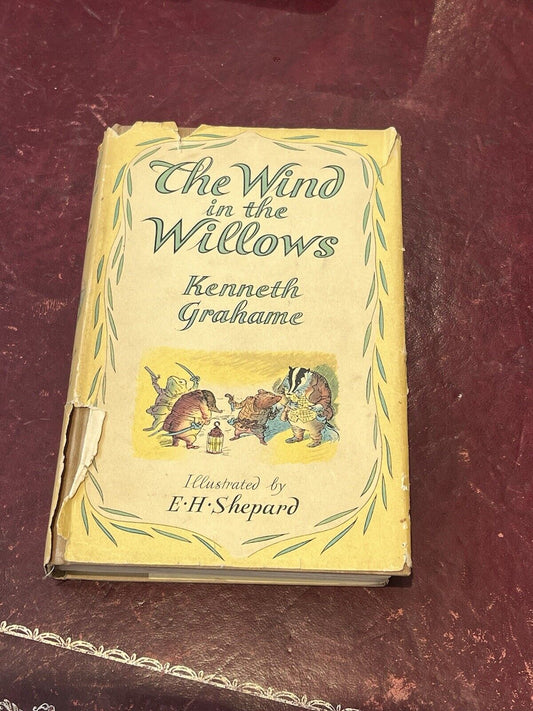 The Wind
in the
Willows
Kenneth
Grahame
Illustrated by
E·H·Shepard